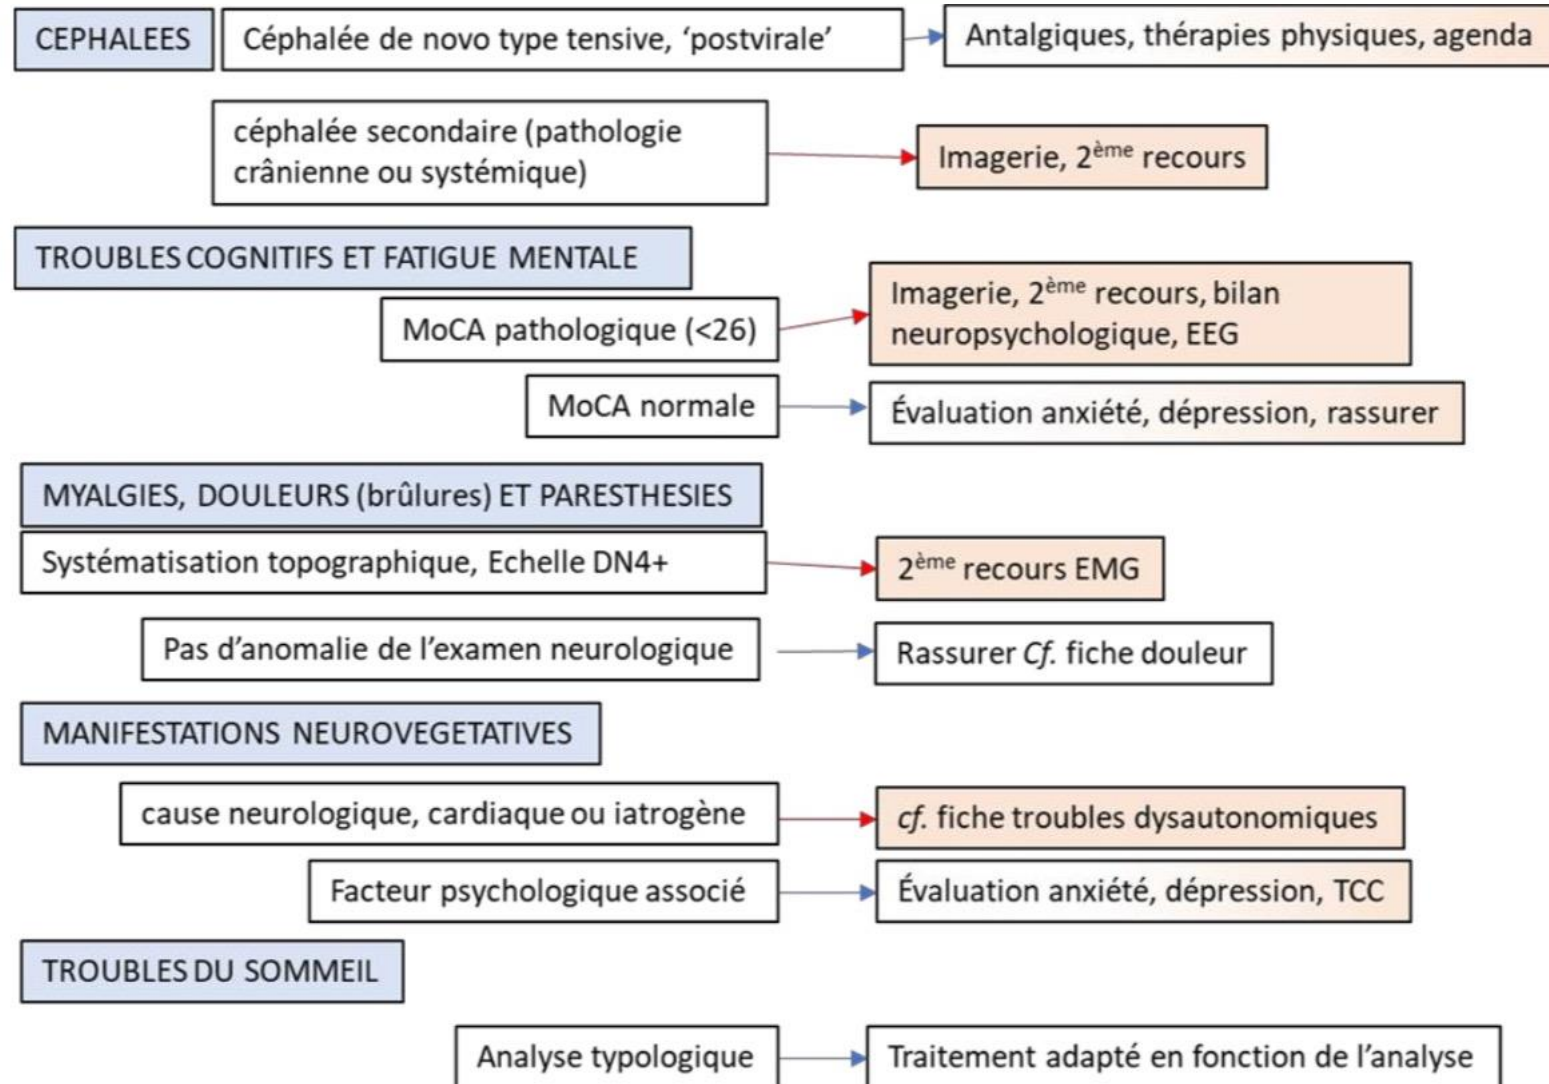 CEPHALEES
Céphalée de novo type tensive, ‘postvirale’
Antalgiques, thérapies physiques, agenda
céphalée secondaire (pathologie
crânienne ou systémique)
Imagerie, 2ème recours
TROUBLES COGNITIFS ET FATIGUE MENTALE
MoCA pathologique (<26)
Imagerie, 2ème recours, bilan
neuropsychologique, EEG
MoCA normale
Évaluation anxiété, dépression, rassurer
MYALGIES, DOULEURS (brûlures) ET PARESTHESIES
Systématisation topographique, Echelle DN4+
2ème recours EMG
Pas d’anomalie de l’examen neurologique
Rassurer Cf. fiche douleur
MANIFESTATIONS NEUROVEGETATIVES
cause neurologique, cardiaque ou iatrogène
cf. fiche troubles dysautonomiques
Facteur psychologique associé
Évaluation anxiété, dépression, TCC
TROUBLES DU SOMMEIL
Analyse typologique
Traitement adapté en fonction de l’analyse